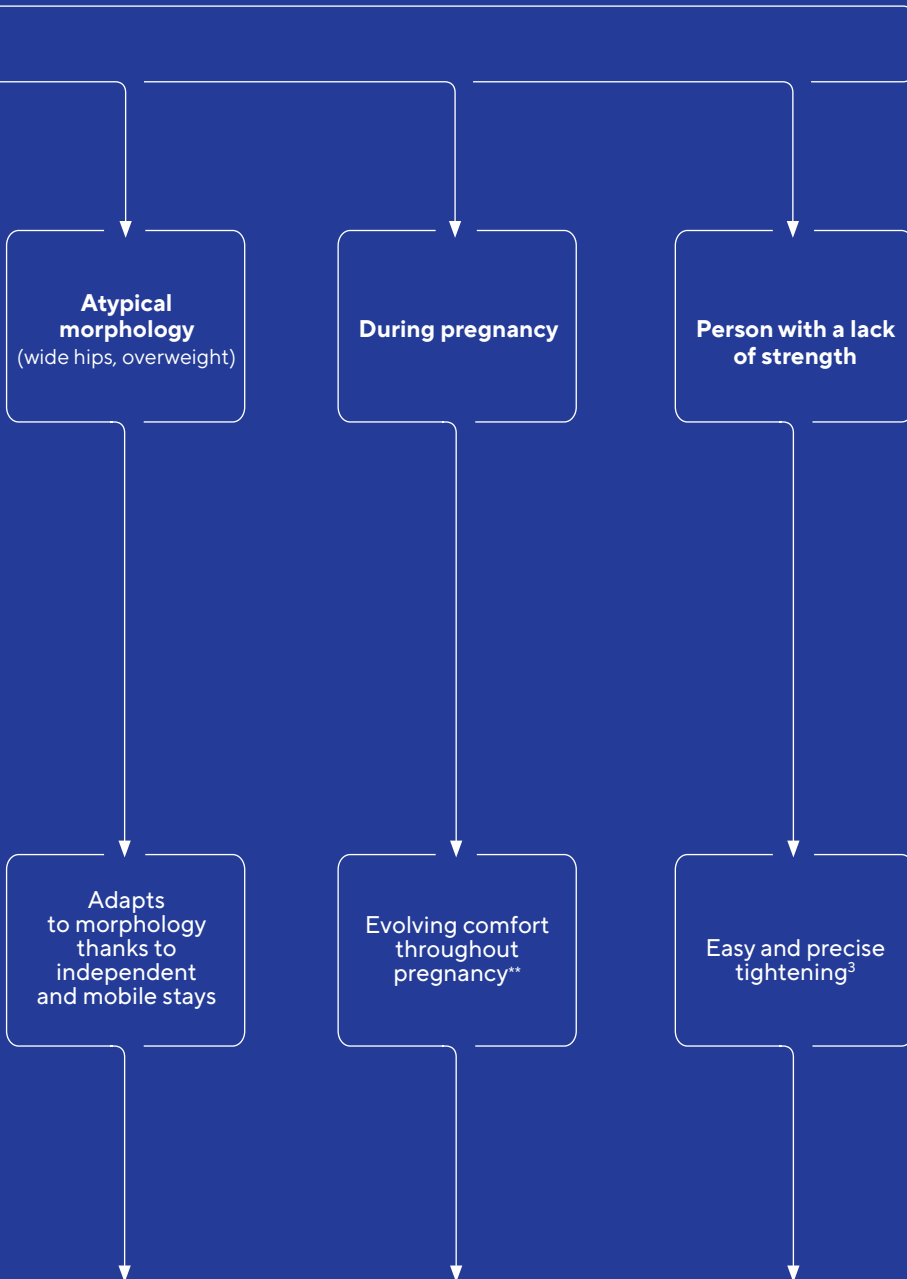 Atypical
morphology
(wide hips, overweight)
During pregnancy
Person with a lack
of strength
Adapts
to morphology
thanks to
independent
and mobile stays
Evolving comfort
throughout
pregnancy**
Easy and precise
tightening³